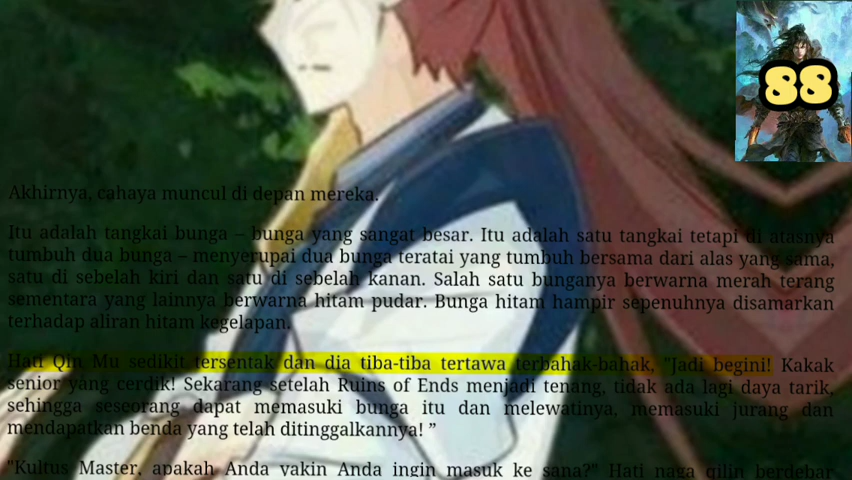 88
Akhirnya, cahaya muncul di depan mereka.
Itu adalah tangkai bunga – bunga yang sangat besar. Itu adalah satu tangkai tetapi di atasnya
tumbuh dua bunga – menyerupai dua bunga teratai yang tumbuh bersama dari alas yang sama,
satu di sebelah kiri dan satu di sebelah kanan. Salah satu bunganya berwarna merah terang
sementara yang lainnya berwarna hitam pudar. Bunga hitam hampir sepenuhnya disamarkan
terhadap aliran hitam kegelapan.
Hati Qin Mu sedikit tersentak dan dia tiba-tiba tertawa terbahak-bahak, "Jadi begini! Kakak
senior yang cerdik! Sekarang setelah Ruins of Ends menjadi tenang, tidak ada lagi daya tarik,
sehingga seseorang dapat memasuki bunga itu dan melewatinya, memasuki jurang dan
mendapatkan benda yang telah ditinggalkannya! ”
"Kultus Master, apakah Anda yakin Anda ingin masuk ke sana?" Hati naga qilin berdebar